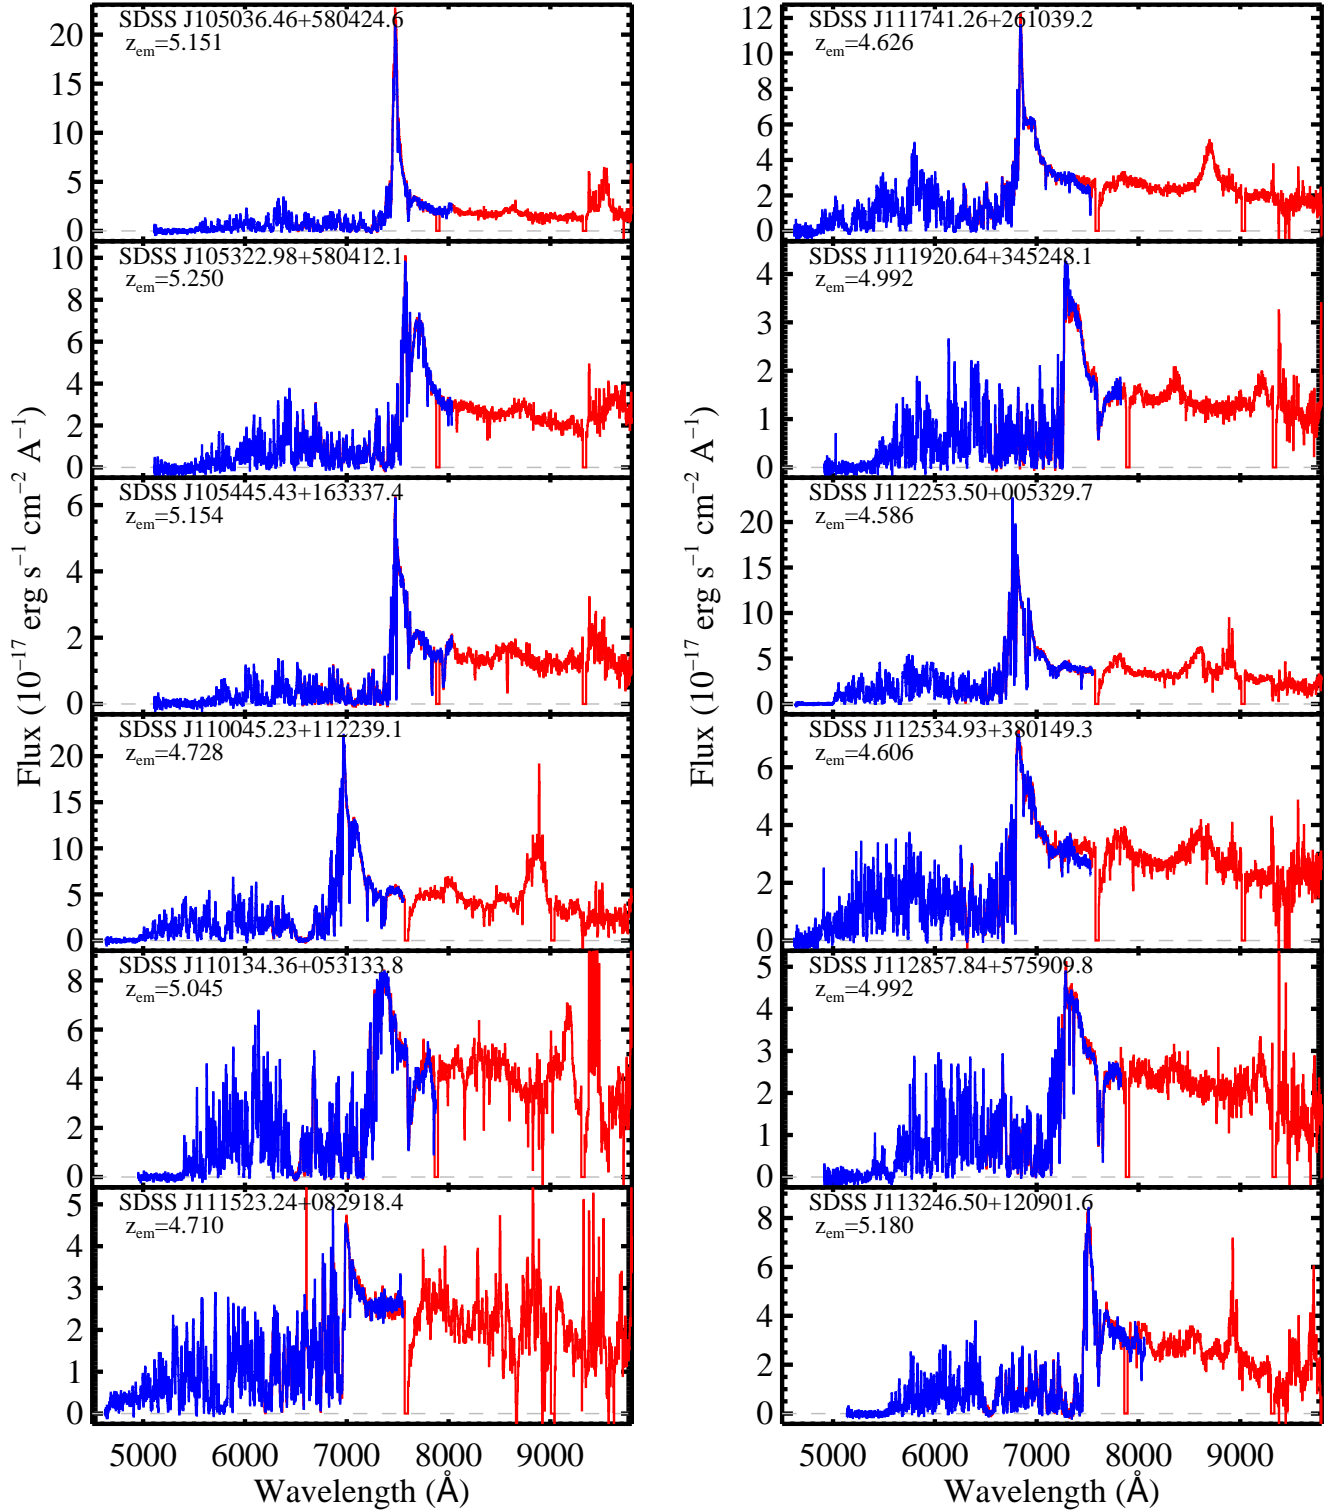 SDSS J105036.46+580424.6
z_em=5.151
20
15
10
5
0
SDSS J105322.98+580412.1
z_em=5.250
10
8
6
4
2
0
SDSS J105445.43+163337.4
z_em=5.154
6
4
2
0
SDSS J110045.23+112239.1
z_em=4.728
20
15
10
5
0
SDSS J110134.36+053133.8
z_em=5.045
8
6
4
2
0
SDSS J111523.24+082918.4
z_em=4.710
5
4
3
2
1
0
5000 6000 7000 8000 9000
Wavelength (Å)
Flux (10⁻¹⁷ erg s⁻¹ cm⁻² A⁻¹)
SDSS J111741.26+261039.2
z_em=4.626
12
10
8
6
4
2
0
SDSS J111920.64+345248.1
z_em=4.992
4
3
2
1
0
SDSS J112253.50+005329.7
z_em=4.586
20
15
10
5
0
SDSS J112534.93+380149.3
z_em=4.606
6
4
2
0
SDSS J112857.84+575909.8
z_em=4.992
5
4
3
2
1
0
SDSS J113246.50+120901.6
z_em=5.180
8
6
4
2
0
5000 6000 7000 8000 9000
Wavelength (Å)
Flux (10⁻¹⁷ erg s⁻¹ cm⁻² A⁻¹)